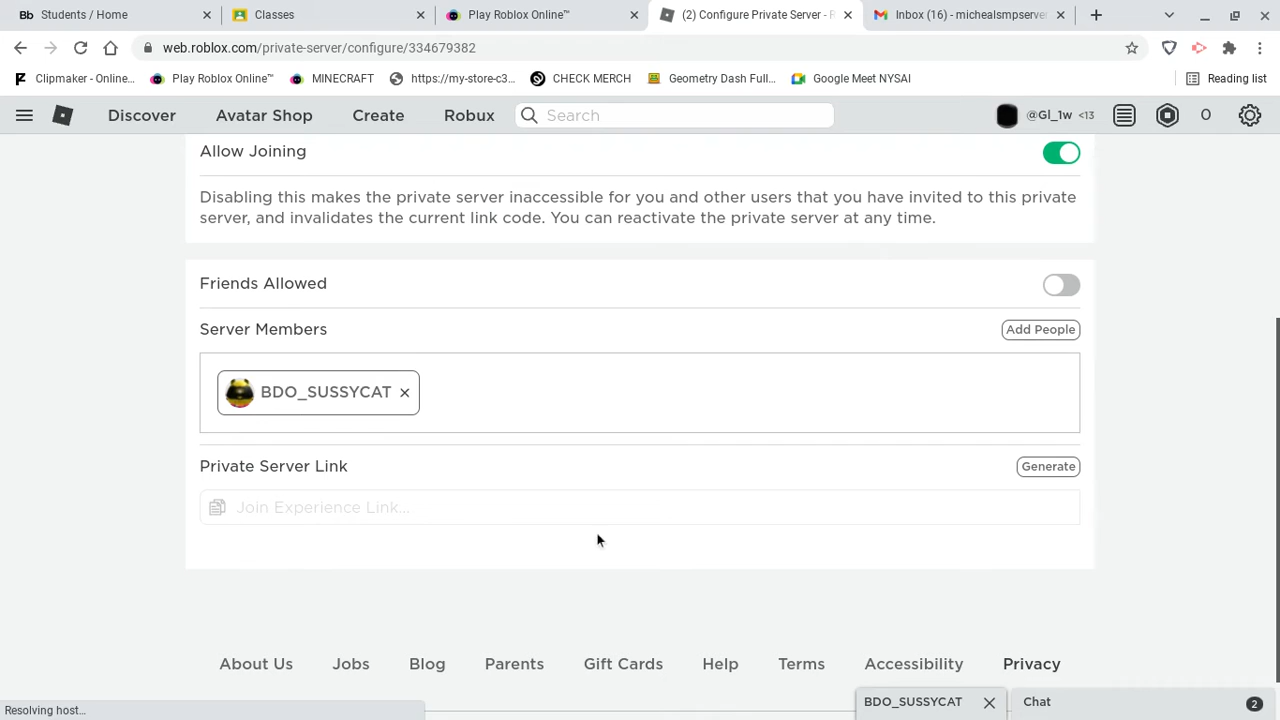 Bb Students / Home
Classes
Play Roblox Online™
(2) Configure Private Server - R
Inbox (16) - michealsmpserver
web.roblox.com/private-server/configure/334679382
Clipmaker - Online...
Play Roblox Online™
MINECRAFT
https://my-store-c3...
CHECK MERCH
Geometry Dash Full...
Google Meet NYSAI
Reading list
Discover
Avatar Shop
Create
Robux
Search
@Gl_1w <13
0
Allow Joining
Disabling this makes the private server inaccessible for you and other users that you have invited to this private
server, and invalidates the current link code. You can reactivate the private server at any time.
Friends Allowed
Server Members
Add People
BDO_SUSSYCAT
Private Server Link
Generate
Join Experience Link...
About Us
Jobs
Blog
Parents
Gift Cards
Help
Terms
Accessibility
Privacy
BDO_SUSSYCAT
Chat
2
Resolving host...